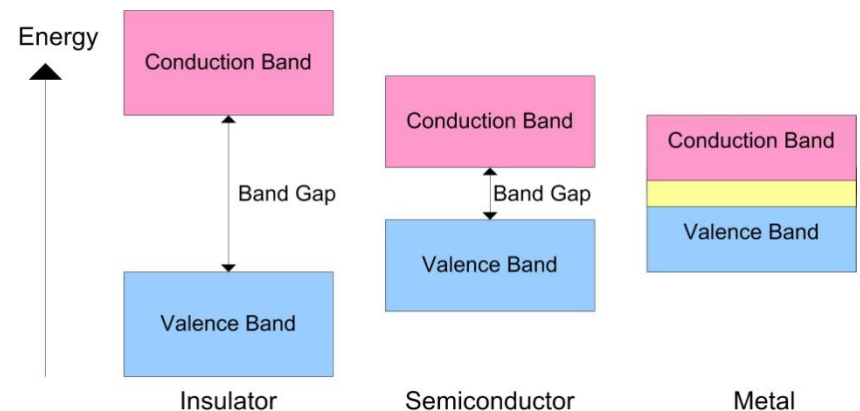 Energy
Conduction Band
Band Gap
Valence Band
Insulator
Conduction Band
Band Gap
Valence Band
Semiconductor
Conduction Band
Valence Band
Metal